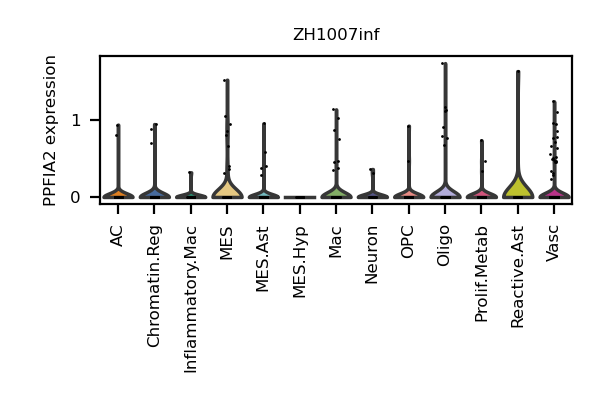 ZH1007inf
PPFIA2 expression
1
0
AC
Chromatin.Reg
Inflammatory.Mac
MES
MES.Ast
MES.Hyp
Mac
Neuron
OPC
Oligo
Prolif.Metab
Reactive.Ast
Vasc